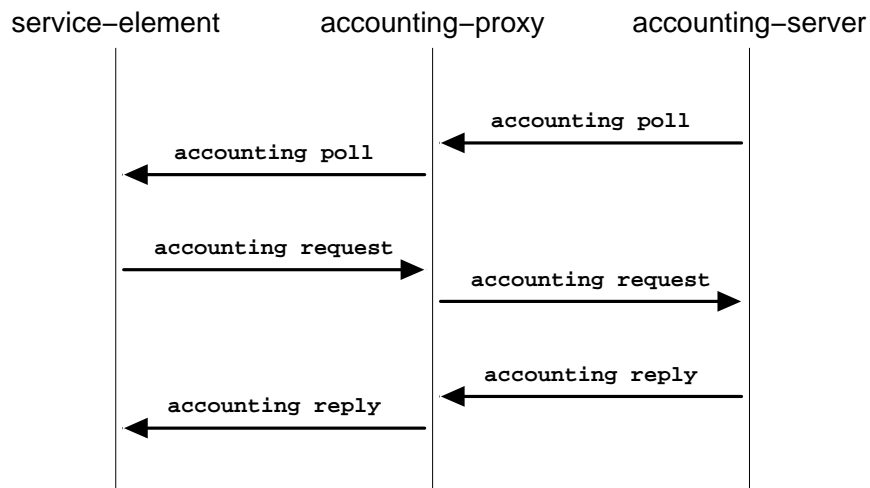 service−element accounting−proxy accounting−server
accounting poll
accounting poll
accounting request
accounting request
accounting reply
accounting reply